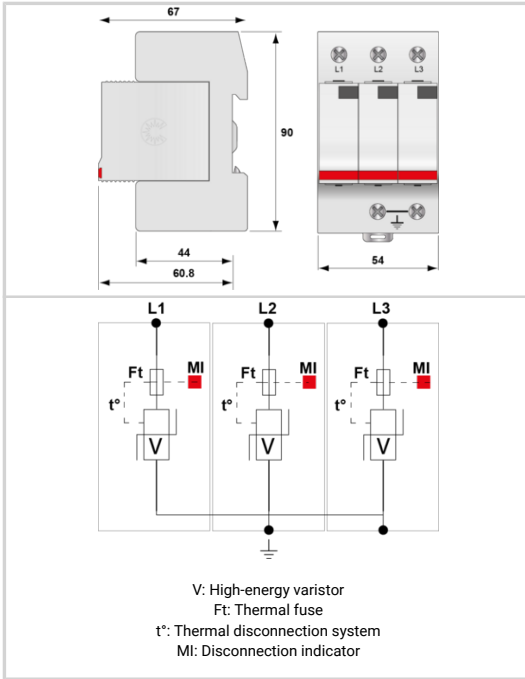 67
L1 L2 L3
90
44
60.8
54
L1 L2 L3
Ft MI Ft MI Ft MI
t° t° t°
V V V
V: High-energy varistor
Ft: Thermal fuse
t°: Thermal disconnection system
MI: Disconnection indicator